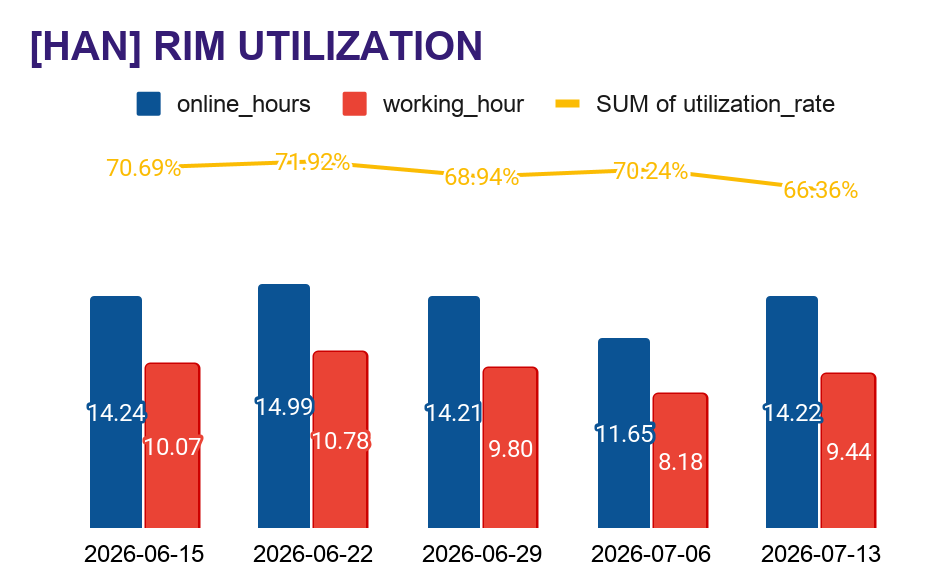 [HAN] RIM UTILIZATION
online_hours working_hour SUM of utilization_rate
70.69% 71.92% 68.94% 70.24% 66.36%
14.24 10.07 14.99 10.78 14.21 9.80 11.65 8.18 14.22 9.44
2026-06-15 2026-06-22 2026-06-29 2026-07-06 2026-07-13